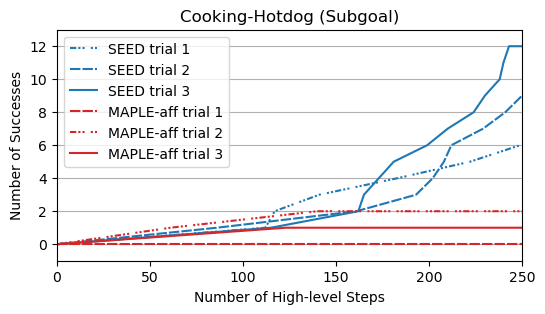 Cooking-Hotdog (Subgoal)
12
10
8
6
4
2
0
Number of Successes
SEED trial 1
SEED trial 2
SEED trial 3
MAPLE-aff trial 1
MAPLE-aff trial 2
MAPLE-aff trial 3
0 50 100 150 200 250
Number of High-level Steps